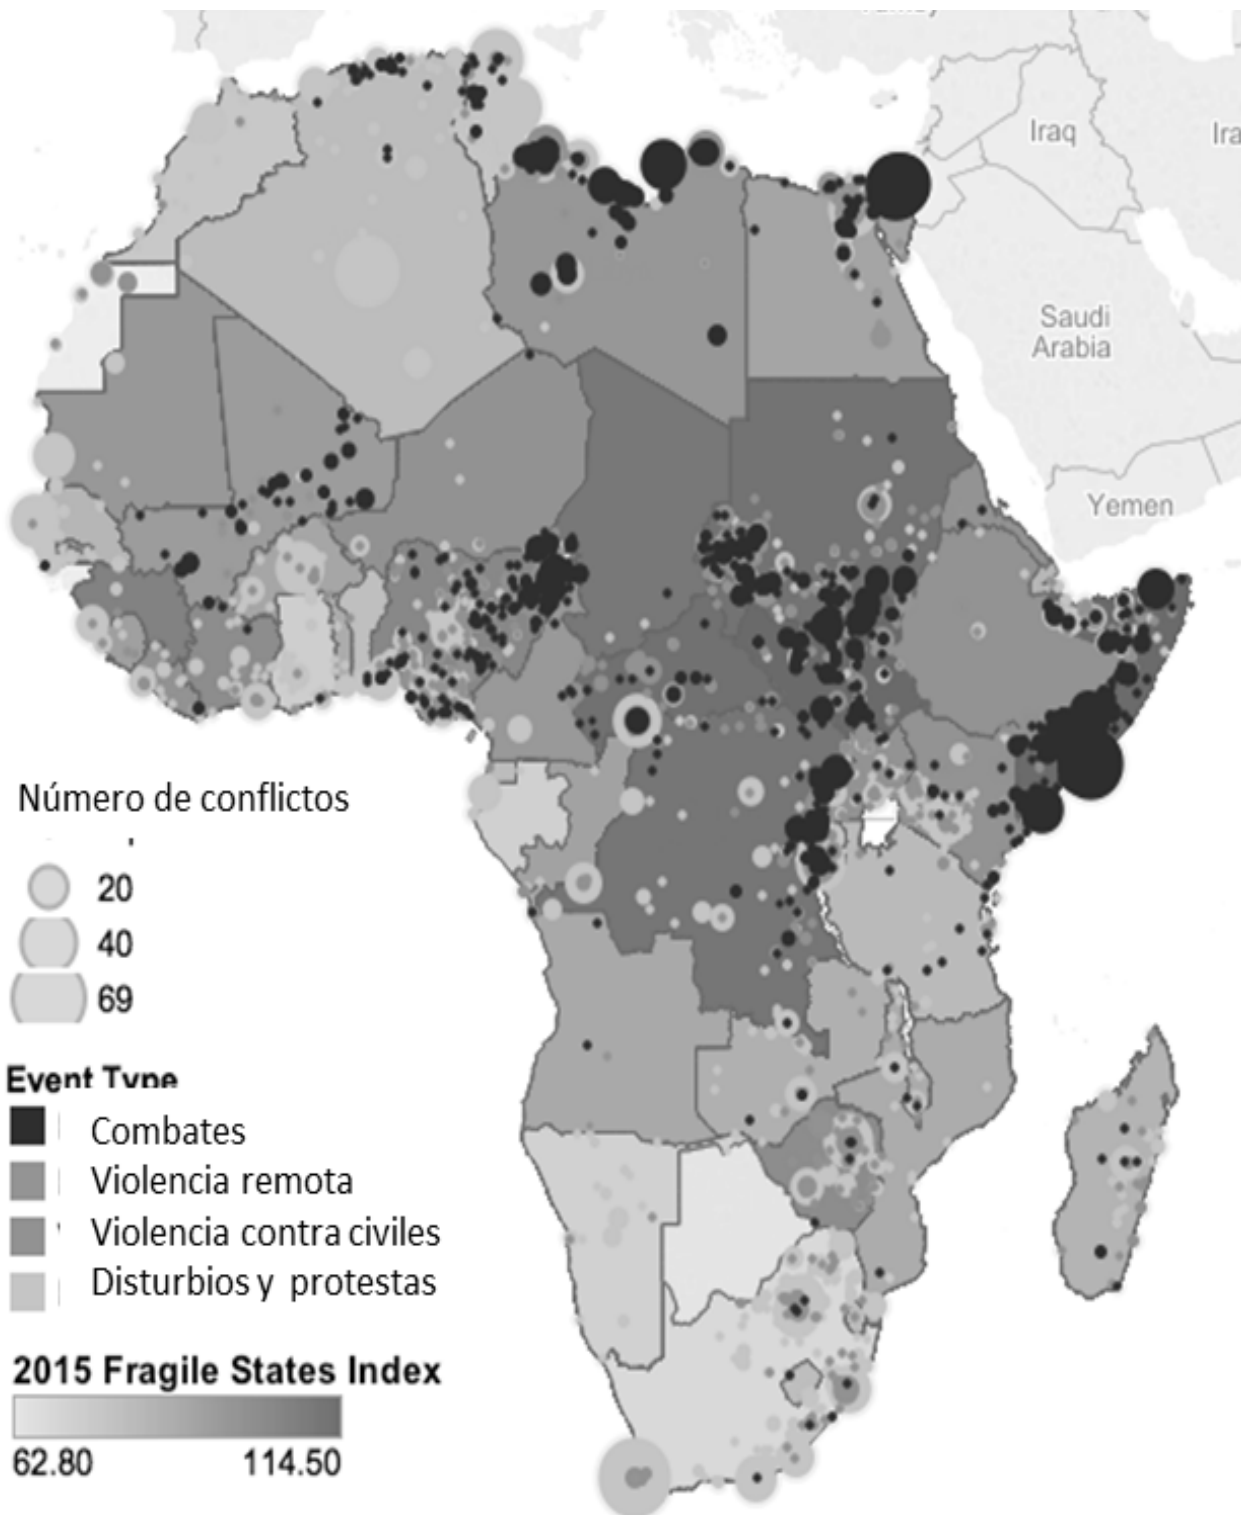 Iraq
Saudi
Arabia
Yemen
Número de conflictos
20
40
69
Event Type
Combates
Violencia remota
Violencia contra civiles
Disturbios y protestas
2015 Fragile States Index
62.80 114.50